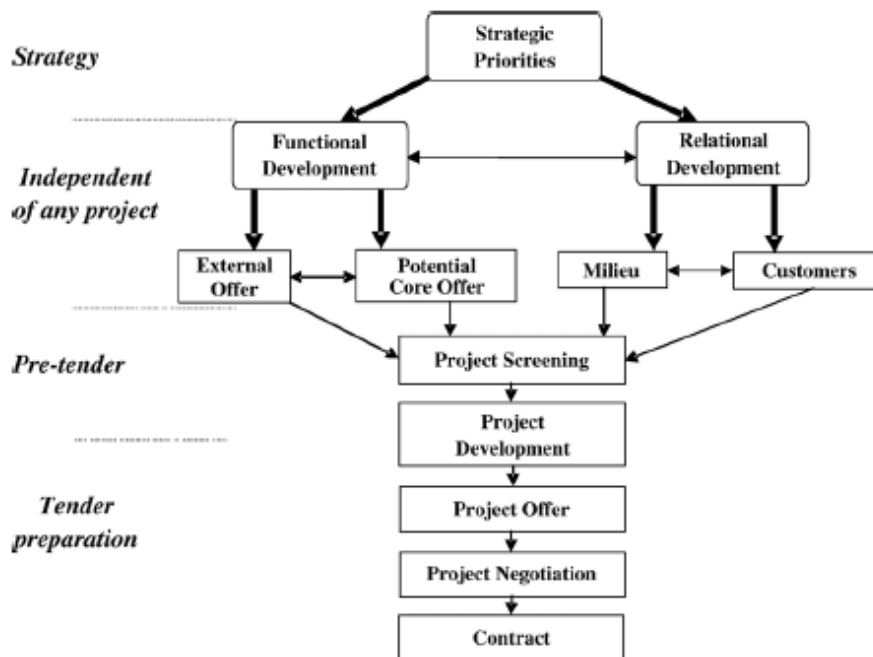 Strategy
Strategic
Priorities
Functional
Development
Relational
Development
Independent
of any project
External
Offer
Potential
Core Offer
Milieu
Customers
Pre-tender
Project Screening
Project
Development
Tender
preparation
Project Offer
Project Negotiation
Contract